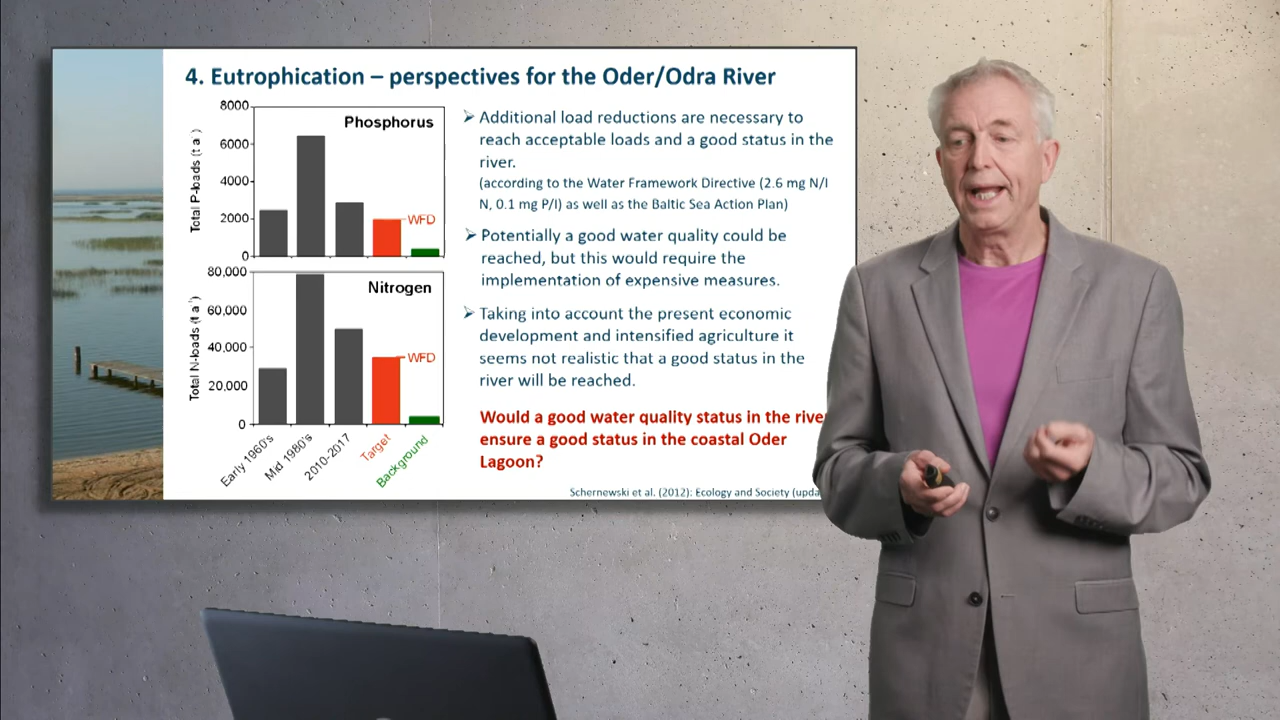 4. Eutrophication – perspectives for the Oder/Odra River
8000
6000
4000
2000
0
Total P-loads (t a⁻¹)
Phosphorus
WFD
80,000
60,000
40,000
20,000
0
Total N-loads (t a⁻¹)
Nitrogen
WFD
Early 1960's
Mid 1980's
2010-2017
Target
Background
➢ Additional load reductions are necessary to
reach acceptable loads and a good status in the
river.
(according to the Water Framework Directive (2.6 mg N/l
N, 0.1 mg P/l) as well as the Baltic Sea Action Plan)
➢ Potentially a good water quality could be
reached, but this would require the
implementation of expensive measures.
➢ Taking into account the present economic
development and intensified agriculture it
seems not realistic that a good status in the
river will be reached.
Would a good water quality status in the river
ensure a good status in the coastal Oder
Lagoon?
Schernewski et al. (2012): Ecology and Society